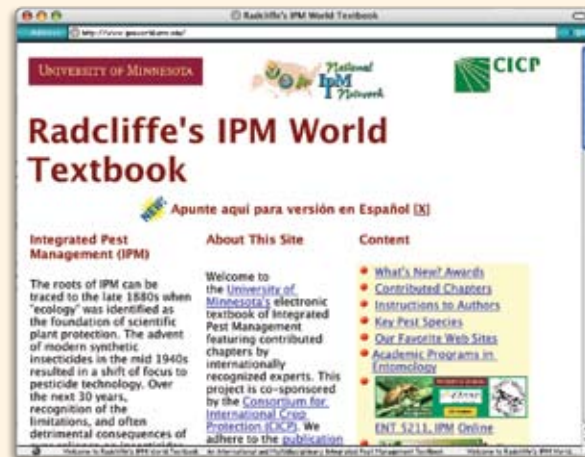 Radcliffe's IPM World Textbook
UNIVERSITY OF MINNESOTA
National
IPM
Network
CICP
Radcliffe's IPM World
Textbook
NEW!
Apunte aquí para versión en Español [X]
Integrated Pest
Management (IPM)
The roots of IPM can be
traced to the late 1880s when
"ecology" was identified as
the foundation of scientific
plant protection. The advent
of modern synthetic
insecticides in the mid 1940s
resulted in a shift of focus to
pesticide technology. Over
the next 30 years,
recognition of the
limitations, and often
detrimental consequences of
About This Site
Welcome to
the University of
Minnesota's electronic
textbook of Integrated
Pest Management
featuring contributed
chapters by
internationally
recognized experts. This
project is co-sponsored
by the Consortium for
International Crop
Protection (CICP). We
adhere to the publication
Content
What's New? Awards
Contributed Chapters
Instructions to Authors
Key Pest Species
Our Favorite Web Sites
Academic Programs in
Entomology
ENT 5211, IPM Online
Welcome to Radcliffe's IPM World Textbook